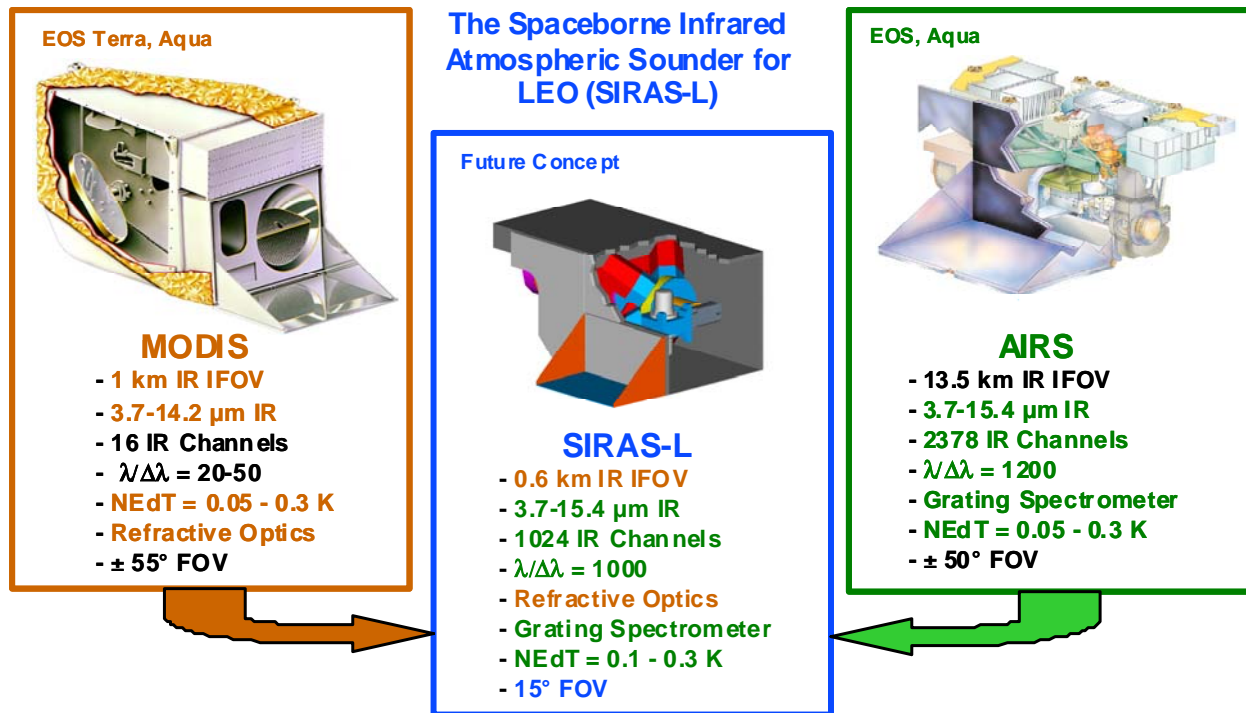 EOS Terra, Aqua
MODIS
- 1 km IR IFOV
- 3.7-14.2 µm IR
- 16 IR Channels
- λ/Δλ = 20-50
- NEdT = 0.05 - 0.3 K
- Refractive Optics
- ± 55° FOV
The Spaceborne Infrared
Atmospheric Sounder for
LEO (SIRAS-L)
Future Concept
SIRAS-L
- 0.6 km IR IFOV
- 3.7-15.4 µm IR
- 1024 IR Channels
- λ/Δλ = 1000
- Refractive Optics
- Grating Spectrometer
- NEdT = 0.1 - 0.3 K
- 15° FOV
EOS, Aqua
AIRS
- 13.5 km IR IFOV
- 3.7-15.4 µm IR
- 2378 IR Channels
- λ/Δλ = 1200
- Grating Spectrometer
- NEdT = 0.05 - 0.3 K
- ± 50° FOV